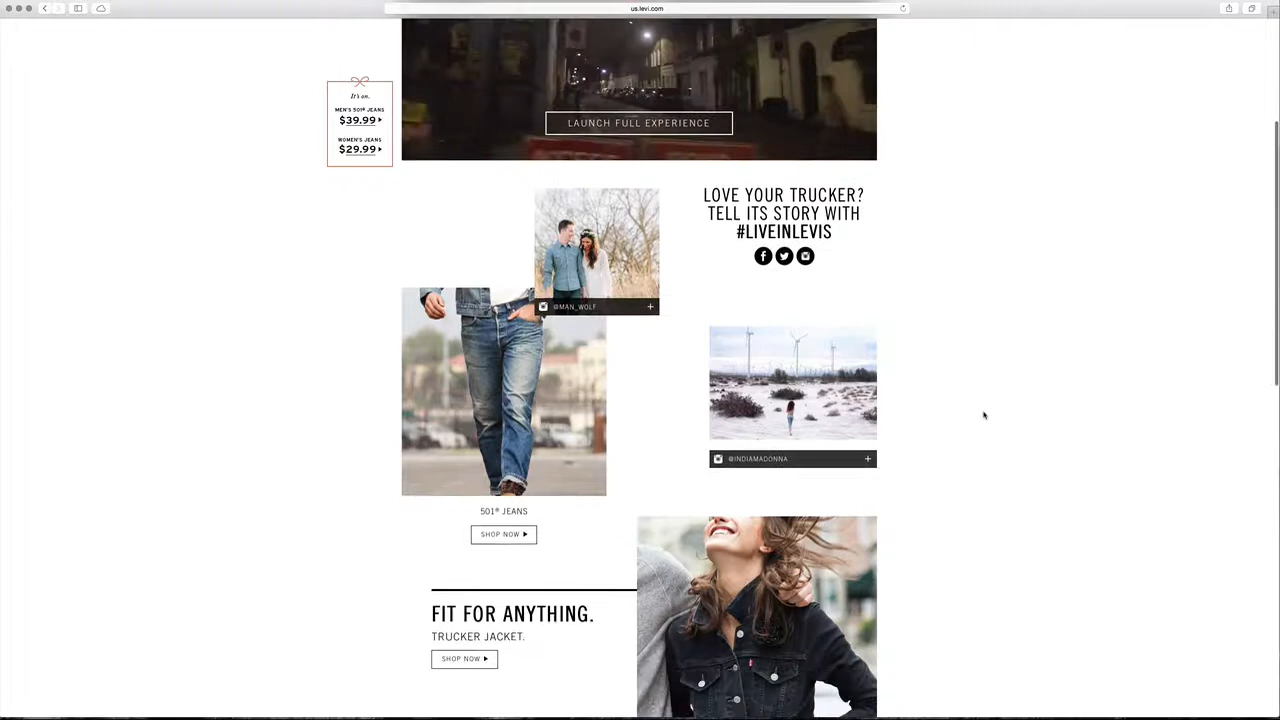 us.levi.com
It's on.
MEN'S 501® JEANS
$39.99
WOMEN'S JEANS
$29.99
LAUNCH FULL EXPERIENCE
LOVE YOUR TRUCKER?
TELL ITS STORY WITH
#LIVEINLEVIS
@MAN_WOLF
@INDIAMADONNA
501® JEANS
SHOP NOW
FIT FOR ANYTHING.
TRUCKER JACKET.
SHOP NOW